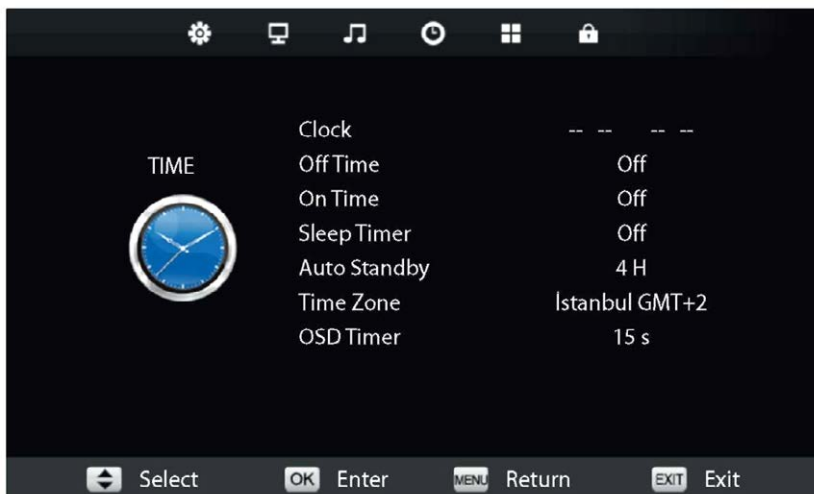 TIME
Clock -- -- -- --
Off Time Off
On Time Off
Sleep Timer Off
Auto Standby 4 H
Time Zone İstanbul GMT+2
OSD Timer 15 s
Select OK Enter MENU Return EXIT Exit